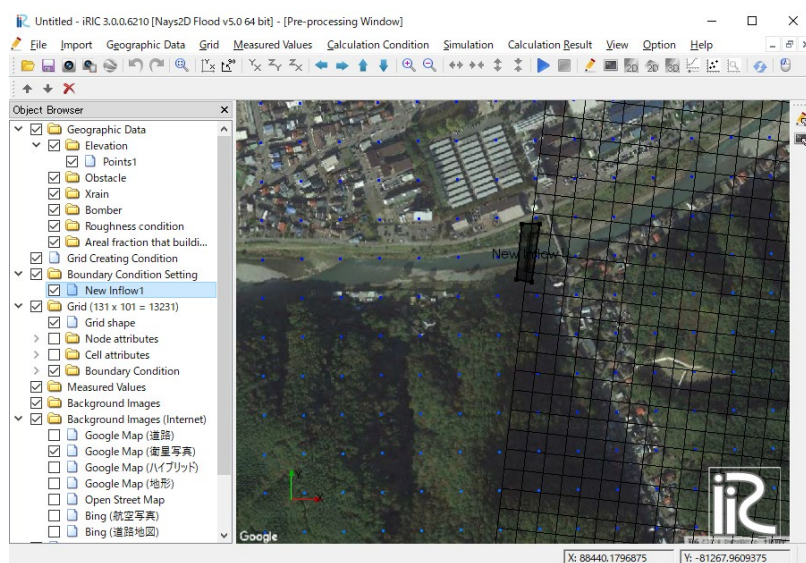 Untitled - iRIC 3.0.0.6210 [Nays2D Flood v5.0 64 bit] - [Pre-processing Window]
File Import Geographic Data Grid Measured Values Calculation Condition Simulation Calculation Result View Option Help
Object Browser
Geographic Data
Elevation
Points1
Obstacle
Xrain
Bomber
Roughness condition
Areal fraction that buildi...
Grid Creating Condition
Boundary Condition Setting
New Inflow1
Grid (131 x 101 = 13231)
Grid shape
Node attributes
Cell attributes
Boundary Condition
Measured Values
Background Images
Background Images (Internet)
Google Map (道路)
Google Map (衛星写真)
Google Map (ハイブリッド)
Google Map (地形)
Open Street Map
Bing (航空写真)
Bing (道路地図)
New Inflow
Y
X
Google
iRIC
X: 88440.1796875
Y: -81267.9609375